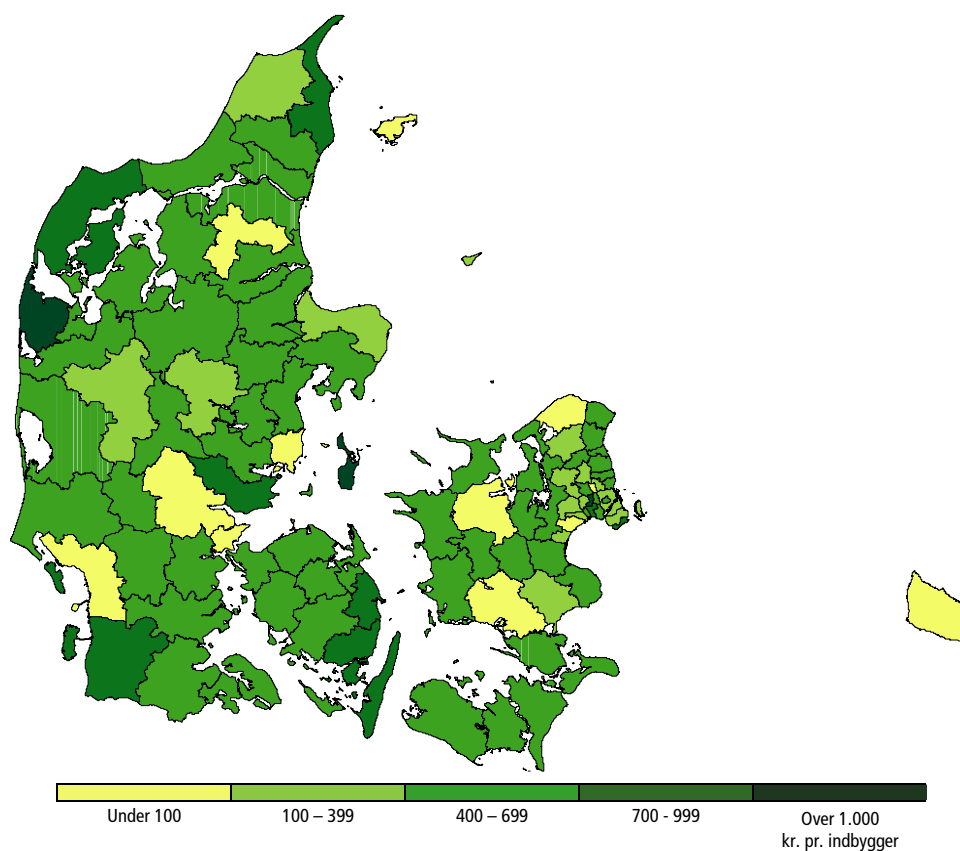 Under 100
100 – 399
400 – 699
700 - 999
Over 1.000
kr. pr. indbygger